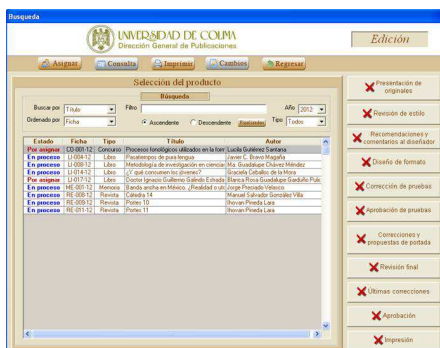 Busqueda
UNIVERSIDAD DE COLIMA
Dirección General de Publicaciones
Edición
Asignar Consulta Imprimir Cambios Regresar
Selección del producto
Búsqueda
Buscar por Título Filtro Año 2012
Ordenado por Ficha Ascendente Descendente Tipo Todos
Estado Ficha Tipo Título Autor
Por asignar CO-001-12 Concurso Procesos fonológicos utilizados en la form Lucila Gutiérrez Santana
En proceso LI-004-12 Libro Pasatiempos de pura lengua Javier C. Bravo Magaña
En proceso LI-008-12 Libro Metodología de investigación en ciencias Ma. Guadalupe Chávez Méndez
En proceso LI-014-12 Libro ¿Y qué consumen los jóvenes? Graciela Ceballos de la Mora
Por asignar LI-017-12 Libro Doctor Ignacio Guillermo Galindo Estrada Blanca Rosa Guadalupe Garduño Puli
En proceso ME-001-12 Memoria Banda ancha en México. ¿Realidad o uto Jorge Preciado Velasco
En proceso RE-008-12 Revista Cátedra 14 Manuel Salvador González Villa
En proceso RE-009-12 Revista Portes 10 Ihovan Pineda Lara
En proceso RE-011-12 Revista Portes 11 Ihovan Pineda Lara
Presentación de
originales
Revisión de estilo
Recomendaciones y
comentarios al diseñador
Diseño de formato
Corrección de pruebas
Aprobación de pruebas
Correcciones y
propuestas de portada
Revisión final
Últimas correcciones
Aprobación
Impresión